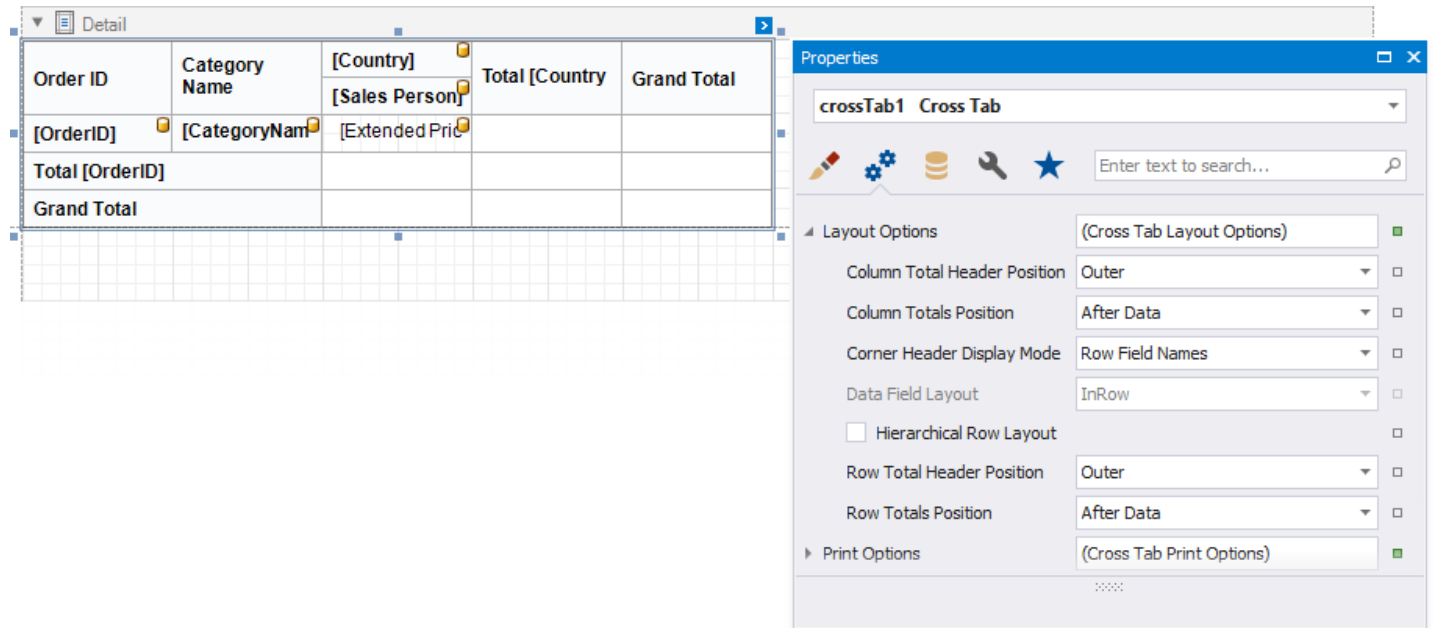 Detail
Order ID
Category
Name
[Country]
[Sales Person]
Total [Country
Grand Total
[OrderID]
[CategoryNam
[Extended Pric
Total [OrderID]
Grand Total
Properties
crossTab1 Cross Tab
Enter text to search...
Layout Options (Cross Tab Layout Options)
Column Total Header Position Outer
Column Totals Position After Data
Corner Header Display Mode Row Field Names
Data Field Layout InRow
Hierarchical Row Layout
Row Total Header Position Outer
Row Totals Position After Data
Print Options (Cross Tab Print Options)